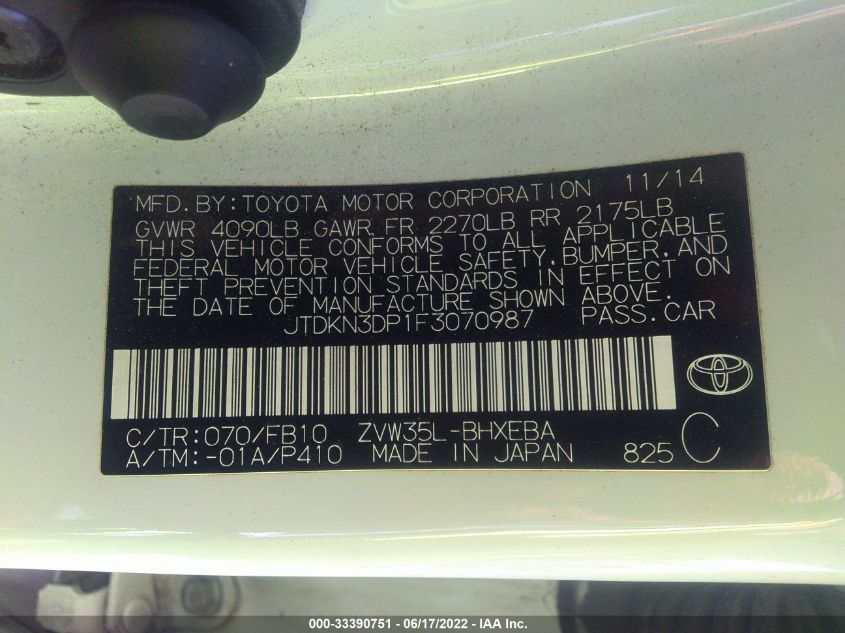 MFD. BY: TOYOTA MOTOR CORPORATION 11/14
GVWR 4090LB GAWR FR 2270LB RR 2175LB
THIS VEHICLE CONFORMS TO ALL APPLICABLE
FEDERAL MOTOR VEHICLE SAFETY, BUMPER, AND
THEFT PREVENTION STANDARDS IN EFFECT ON
THE DATE OF MANUFACTURE SHOWN ABOVE.
JTDKN3DP1F3070987 PASS. CAR
C/TR: 070/FB10 ZVW35L-BHXEBA
A/TM: -01A/P410 MADE IN JAPAN 825 C
000-33390751 - 06/17/2022 - IAA Inc.